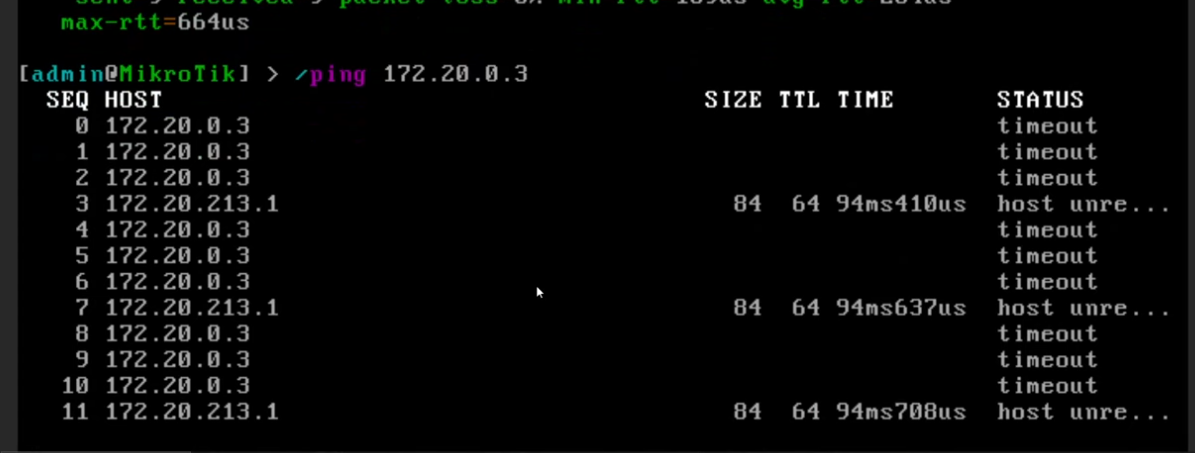 max-rtt=664us
[admin@MikroTik] > /ping 172.20.0.3
SEQ HOST SIZE TTL TIME STATUS
0 172.20.0.3 timeout
1 172.20.0.3 timeout
2 172.20.0.3 timeout
3 172.20.213.1 84 64 94ms410us host unre...
4 172.20.0.3 timeout
5 172.20.0.3 timeout
6 172.20.0.3 timeout
7 172.20.213.1 84 64 94ms637us host unre...
8 172.20.0.3 timeout
9 172.20.0.3 timeout
10 172.20.0.3 timeout
11 172.20.213.1 84 64 94ms708us host unre...